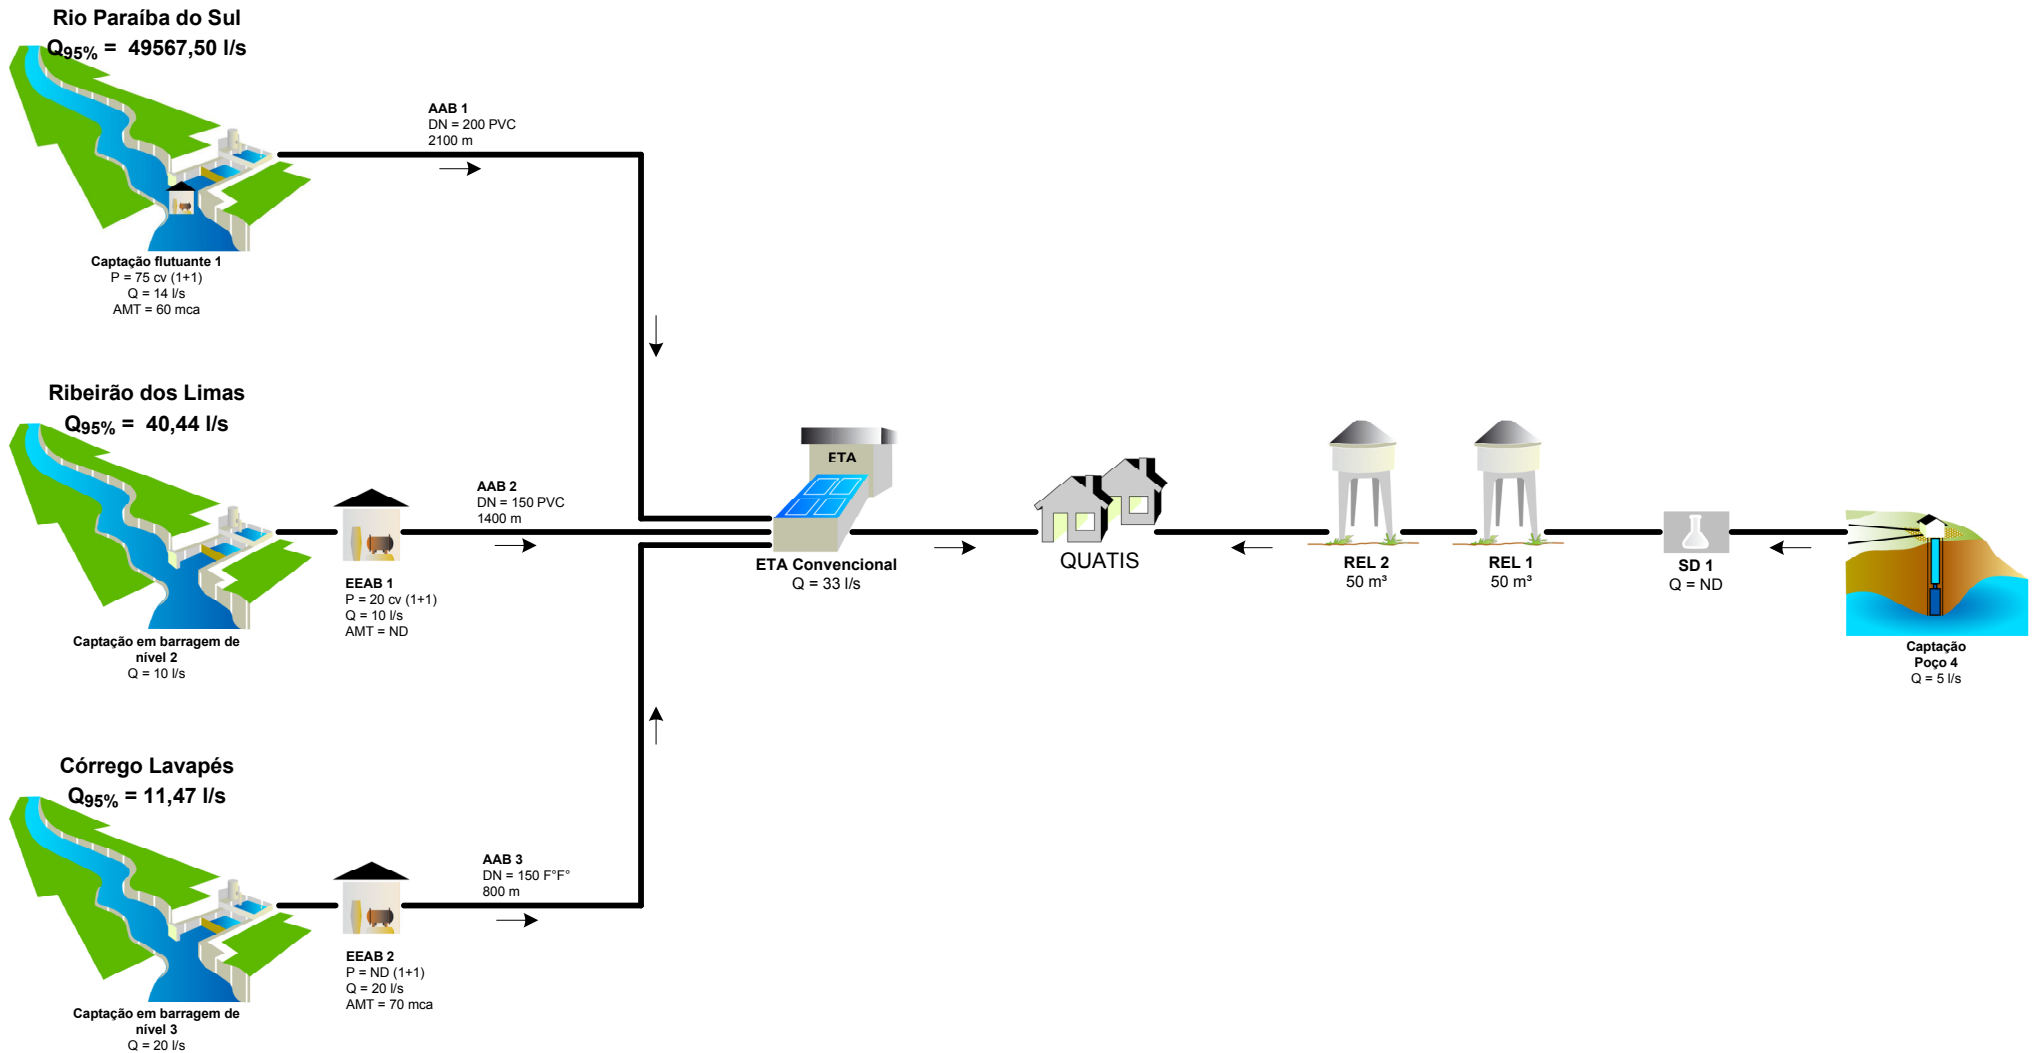 Rio Paraíba do Sul
Q95% = 49567,50 l/s
AAB 1
DN = 200 PVC
2100 m
Captação flutuante 1
P = 75 cv (1+1)
Q = 14 l/s
AMT = 60 mca
Ribeirão dos Limas
Q95% = 40,44 l/s
AAB 2
DN = 150 PVC
1400 m
EEAB 1
P = 20 cv (1+1)
Q = 10 l/s
AMT = ND
Captação em barragem de
nível 2
Q = 10 l/s
ETA
ETA Convencional
Q = 33 l/s
QUATIS
REL 2
50 m³
REL 1
50 m³
SD 1
Q = ND
Captação
Poço 4
Q = 5 l/s
Córrego Lavapés
Q95% = 11,47 l/s
AAB 3
DN = 150 F°F°
800 m
EEAB 2
P = ND (1+1)
Q = 20 l/s
AMT = 70 mca
Captação em barragem de
nível 3
Q = 20 l/s